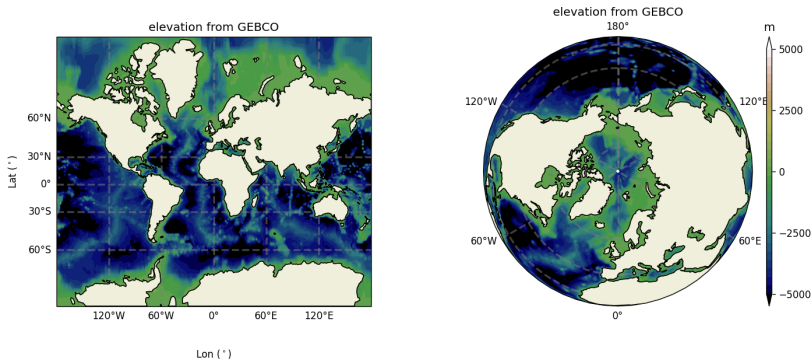 elevation from GEBCO
60°N
30°N
0°
30°S
60°S
Lat (°)
120°W
60°W
0°
60°E
120°E
Lon (°)
elevation from GEBCO
180°
120°W
120°E
60°W
60°E
0°
m
5000
2500
0
−2500
−5000